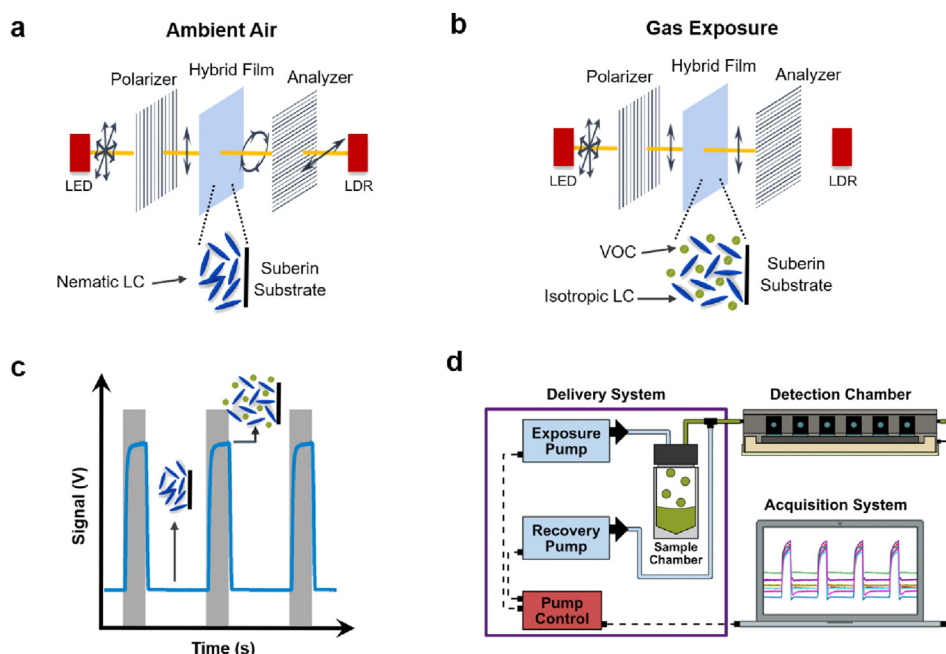 a
Ambient Air
Polarizer
Hybrid Film
Analyzer
LED
LDR
Nematic LC
Suberin
Substrate
b
Gas Exposure
Polarizer
Hybrid Film
Analyzer
LED
LDR
VOC
Isotropic LC
Suberin
Substrate
c
Signal (V)
Time (s)
d
Delivery System
Detection Chamber
Exposure
Pump
Recovery
Pump
Sample
Chamber
Pump
Control
Acquisition System